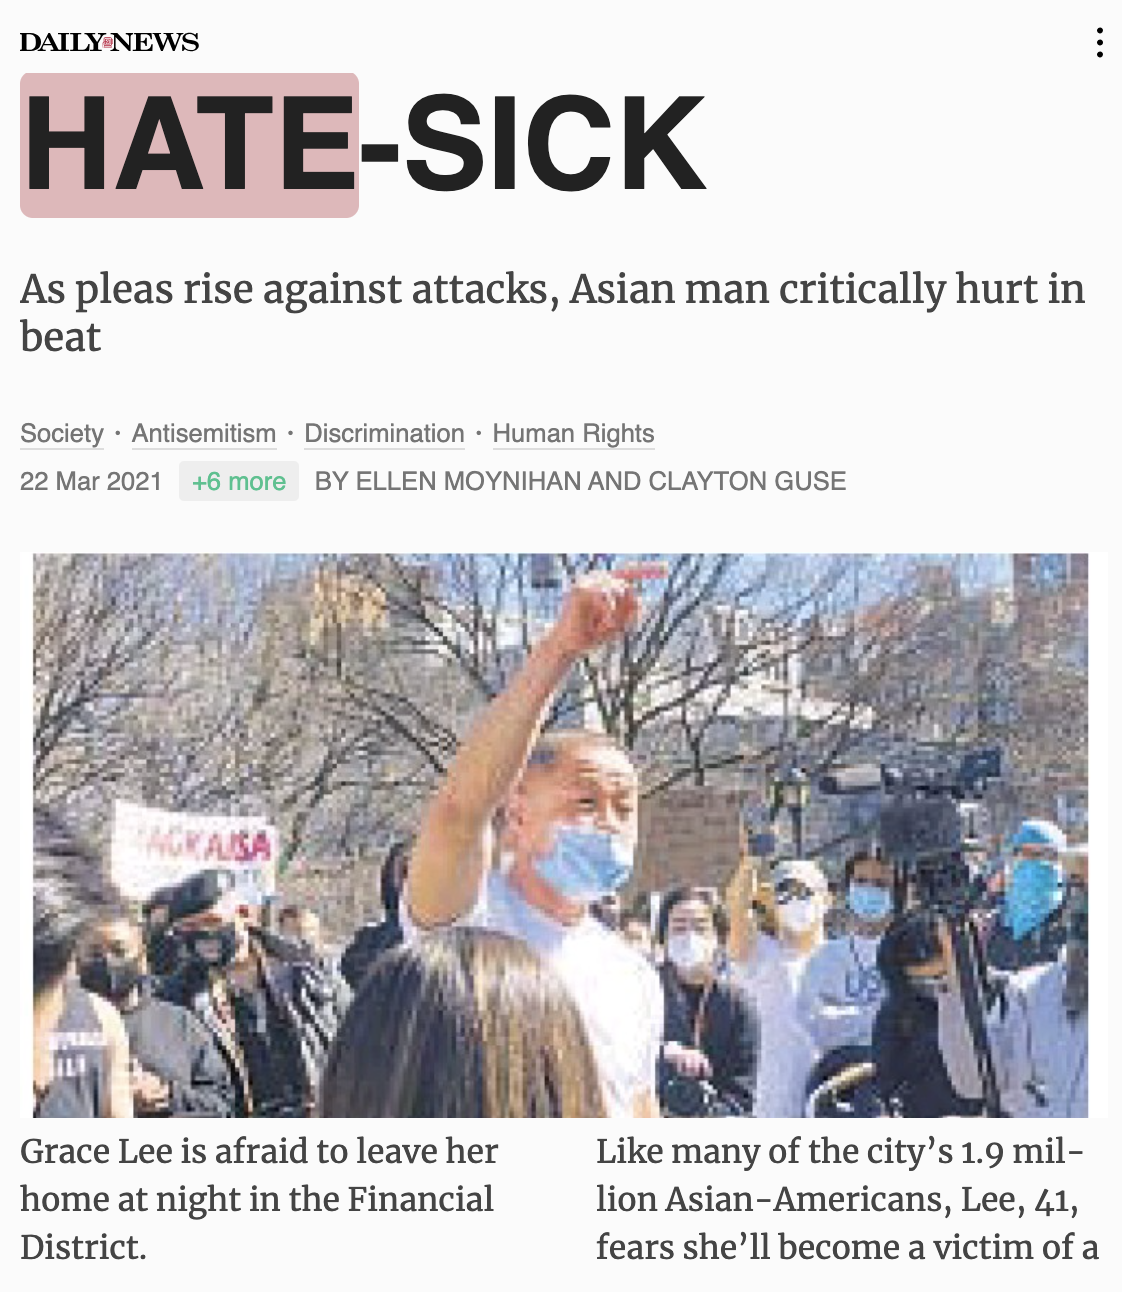 DAILY NEWS
HATE-SICK
As pleas rise against attacks, Asian man critically hurt in
beat
Society · Antisemitism · Discrimination · Human Rights
22 Mar 2021 +6 more BY ELLEN MOYNIHAN AND CLAYTON GUSE
Grace Lee is afraid to leave her
home at night in the Financial
District.
Like many of the city’s 1.9 mil-
lion Asian-Americans, Lee, 41,
fears she’ll become a victim of a